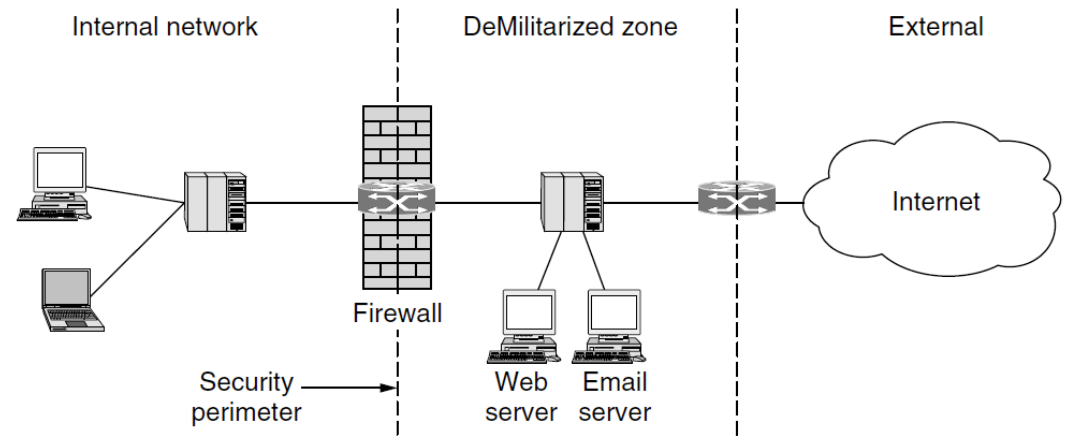 Internal network
DeMilitarized zone
External
Internet
Firewall
Security
perimeter
Web
server
Email
server